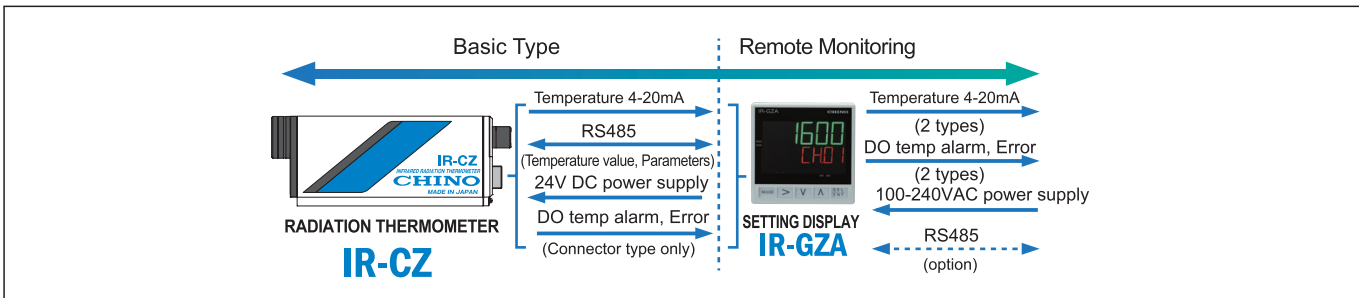 Basic Type
Remote Monitoring
IR-CZ
INFRARED RADIATION THERMOMETER
CHINO
MADE IN JAPAN
RADIATION THERMOMETER
IR-CZ
Temperature 4-20mA
RS485
(Temperature value, Parameters)
24V DC power supply
DO temp alarm, Error
(Connector type only)
IR-GZA
CHINO
1600
CH01
MODE > ∨ ∧
SETTING DISPLAY
IR-GZA
Temperature 4-20mA
(2 types)
DO temp alarm, Error
(2 types)
100-240VAC power supply
RS485
(option)